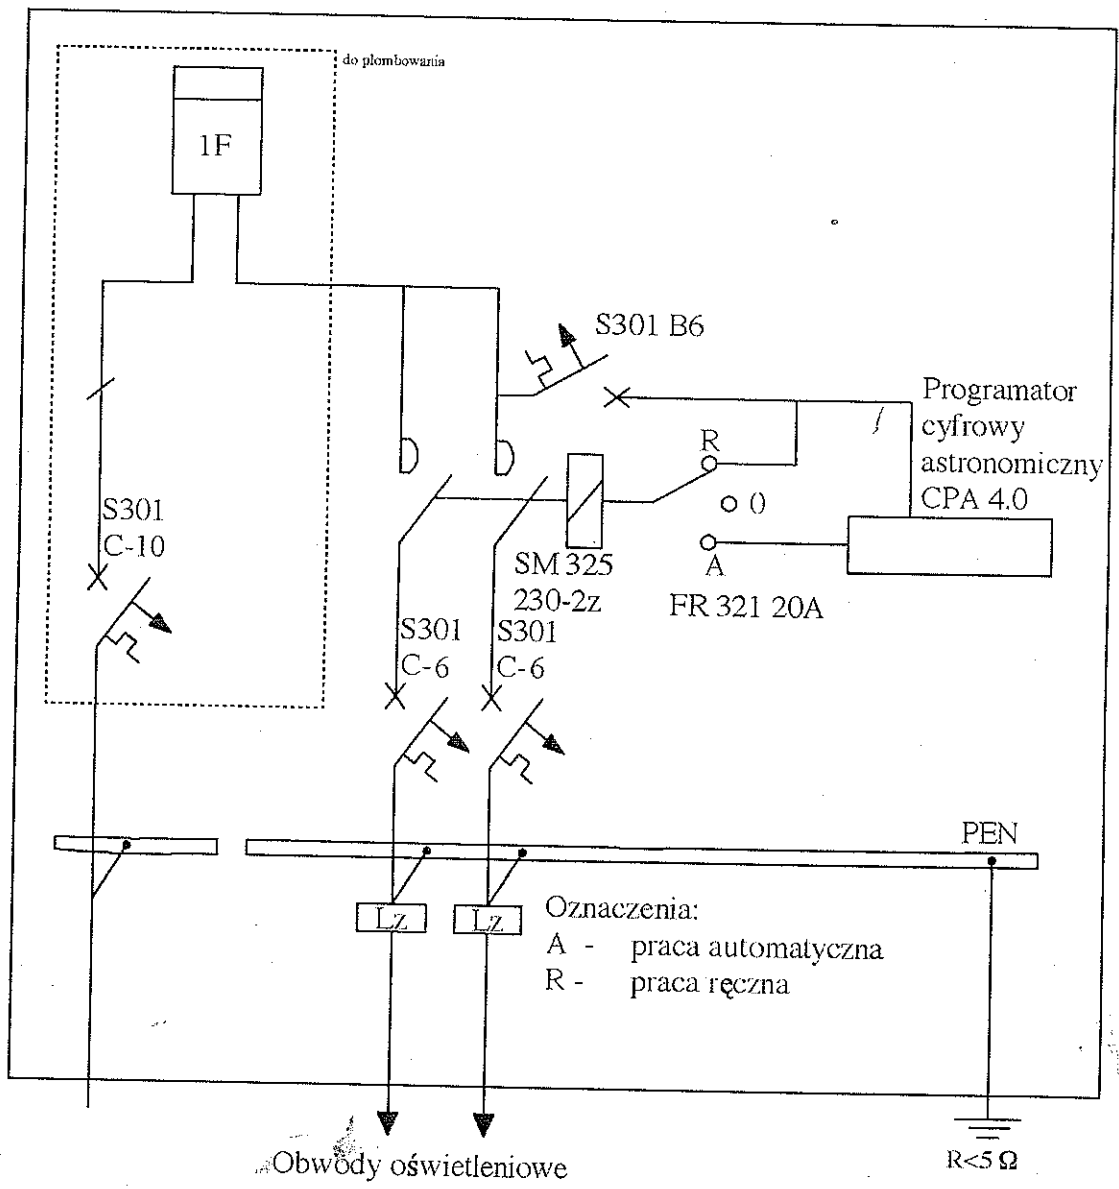 do plombowania
1F
S301 B6
Programator
cyfrowy
astronomiczny
CPA 4.0
R
0
A
S301
C-10
SM 325
230-2z
FR 321 20A
S301
C-6
S301
C-6
PEN
Lz
Lz
Oznaczenia:
A - praca automatyczna
R - praca ręczna
Obwody oświetleniowe
R<5 Ω